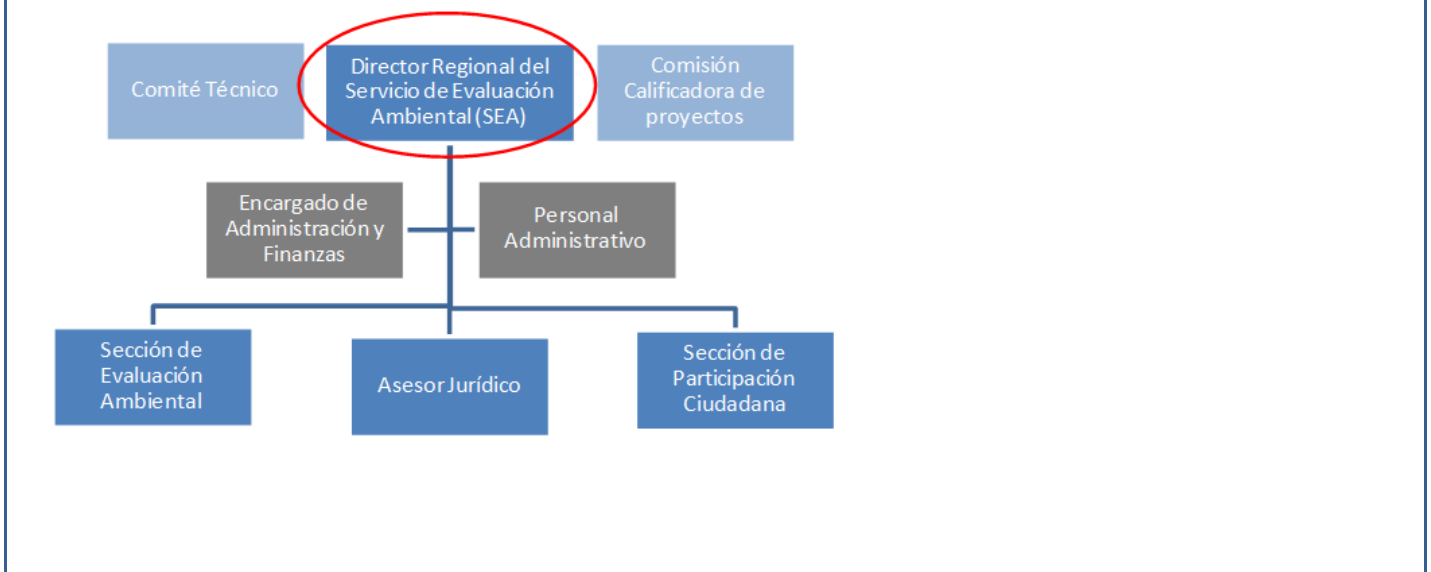 Comité Técnico
Director Regional del
Servicio de Evaluación
Ambiental (SEA)
Comisión
Calificadora de
proyectos
Encargado de
Administración y
Finanzas
Personal
Administrativo
Sección de
Evaluación
Ambiental
Asesor Jurídico
Sección de
Participación
Ciudadana